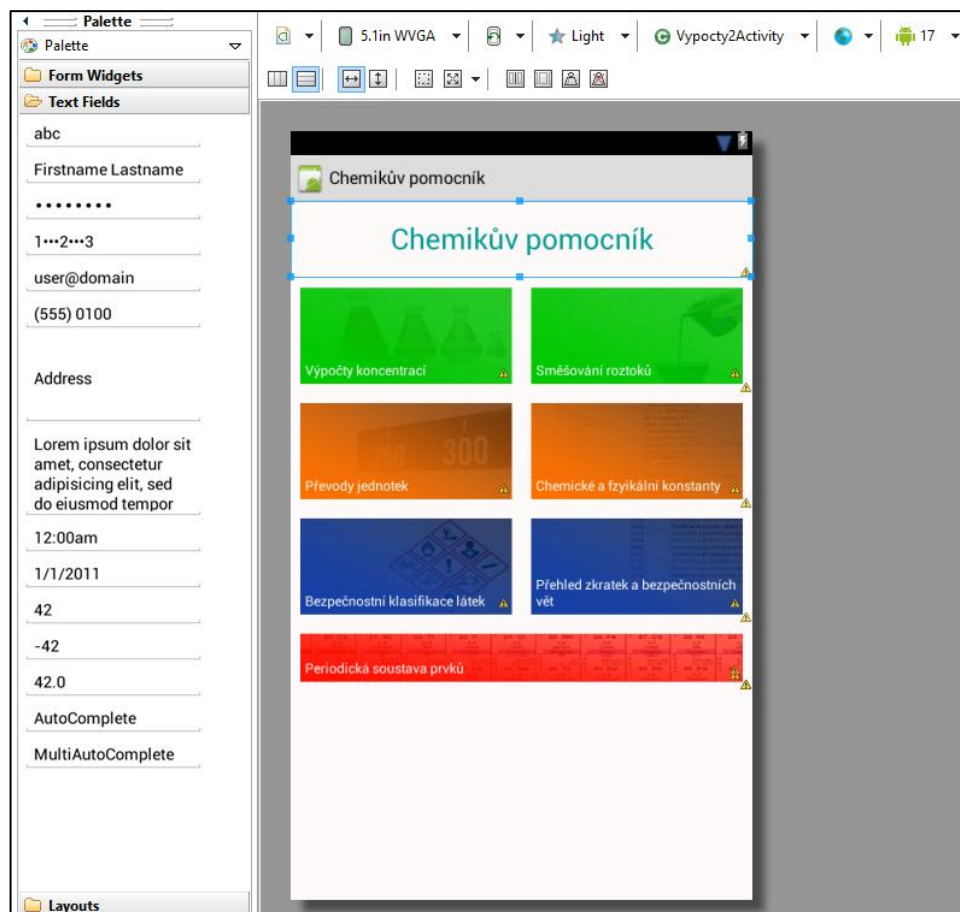 Palette
Palette
Form Widgets
Text Fields
abc
Firstname Lastname
••••••••
1•••2•••3
user@domain
(555) 0100
Address
Lorem ipsum dolor sit
amet, consectetur
adipisicing elit, sed
do eiusmod tempor
12:00am
1/1/2011
42
-42
42.0
AutoComplete
MultiAutoComplete
Layouts
5.1in WVGA
Light
Vypocty2Activity
17
Chemikův pomocník
Chemikův pomocník
Výpočty koncentrací
Směšování roztoků
250 300
Převody jednotek
Chemické a fzyikální konstanty
Bezpečnostní klasifikace látek
Přehled zkratek a bezpečnostních
vět
Periodická soustava prvků